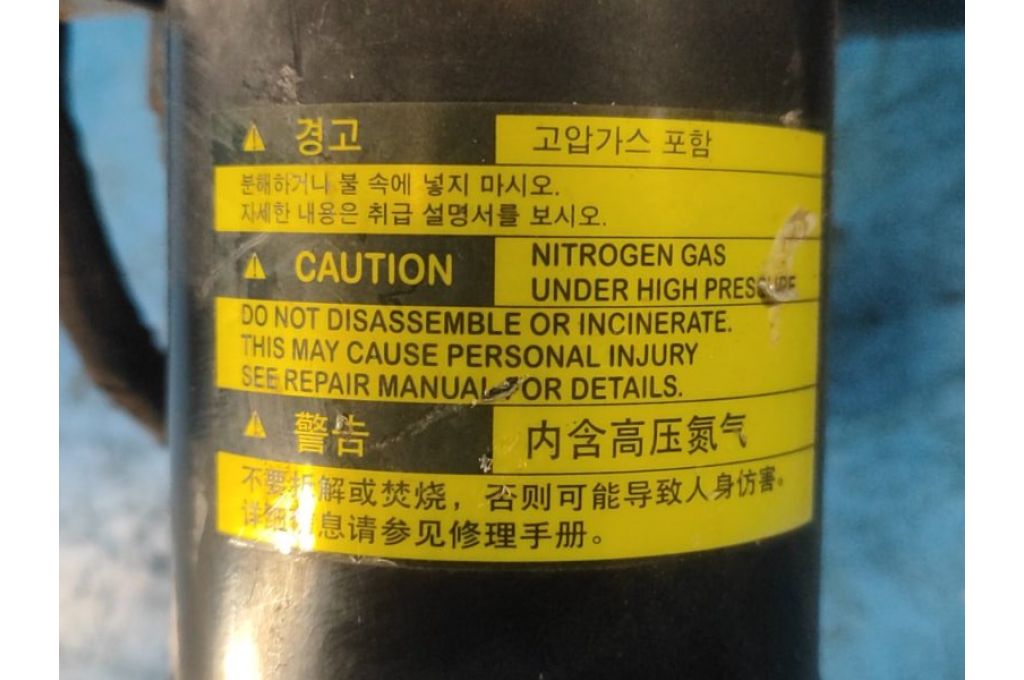 ⚠ 경고
고압가스 포함
분해하거나 불 속에 넣지 마시오.
자세한 내용은 취급 설명서를 보시오.
⚠ CAUTION
NITROGEN GAS
UNDER HIGH PRESSURE
DO NOT DISASSEMBLE OR INCINERATE.
THIS MAY CAUSE PERSONAL INJURY
SEE REPAIR MANUAL FOR DETAILS.
⚠ 警告
内含高压氮气
不要拆解或焚烧，否则可能导致人身伤害。
详细信息请参见修理手册。